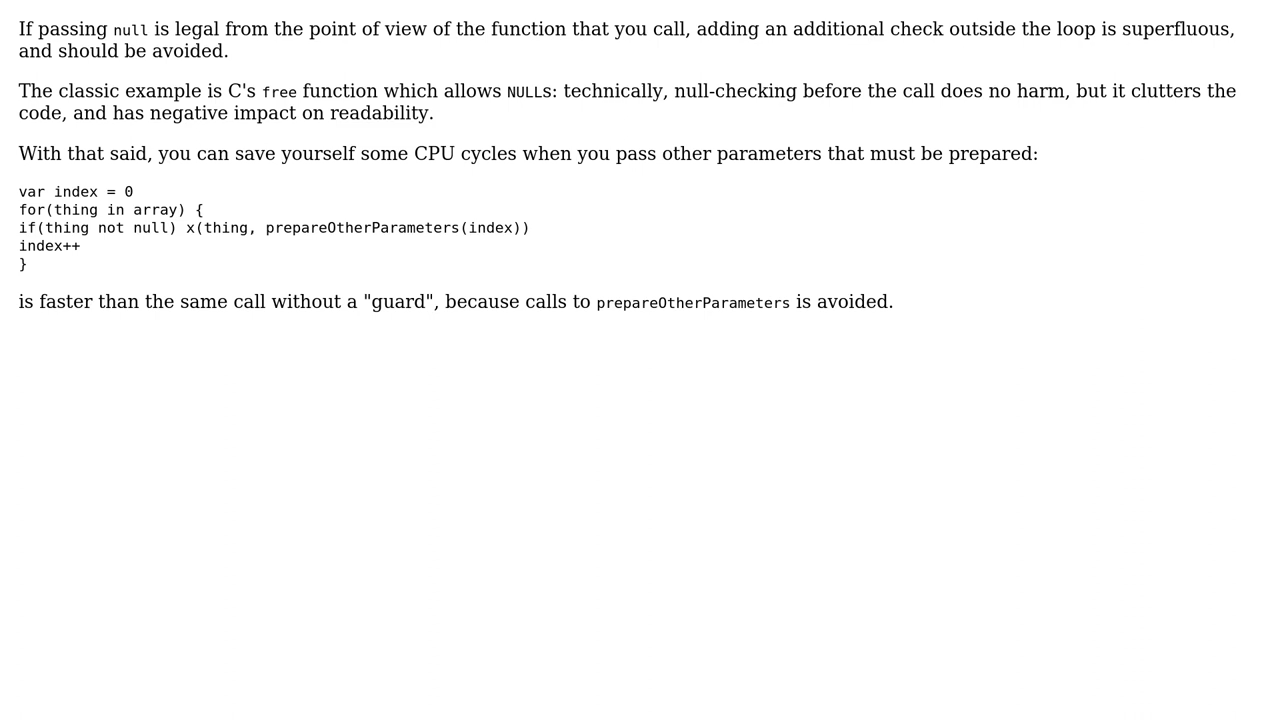 If passing null is legal from the point of view of the function that you call, adding an additional check outside the loop is superfluous,
and should be avoided.
The classic example is C's free function which allows NULLs: technically, null-checking before the call does no harm, but it clutters the
code, and has negative impact on readability.
With that said, you can save yourself some CPU cycles when you pass other parameters that must be prepared:
var index = 0
for(thing in array) {
if(thing not null) x(thing, prepareOtherParameters(index))
index++
}
is faster than the same call without a "guard", because calls to prepareOtherParameters is avoided.